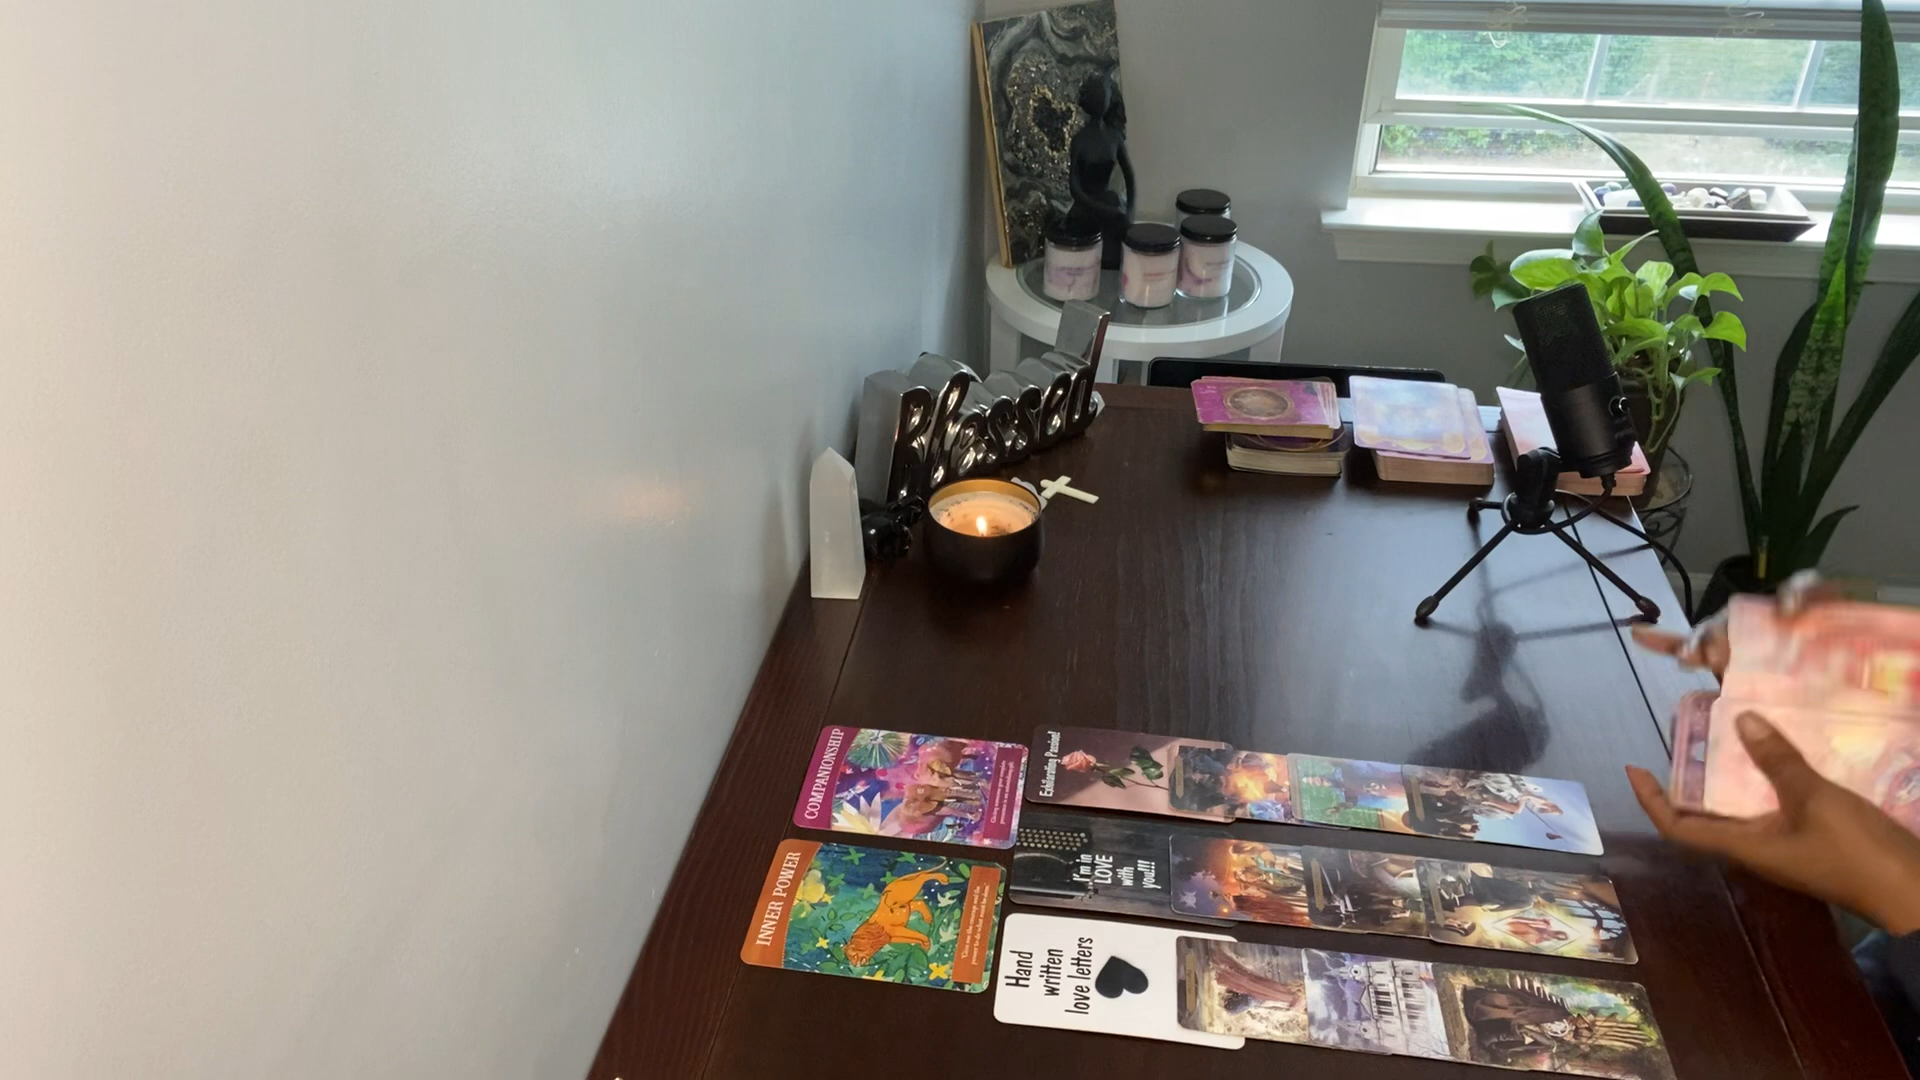 Blessed
COMPANIONSHIP
Exhilarating Passion!
I'm in
LOVE
with
you!!!
INNER POWER
Hand
written
love letters